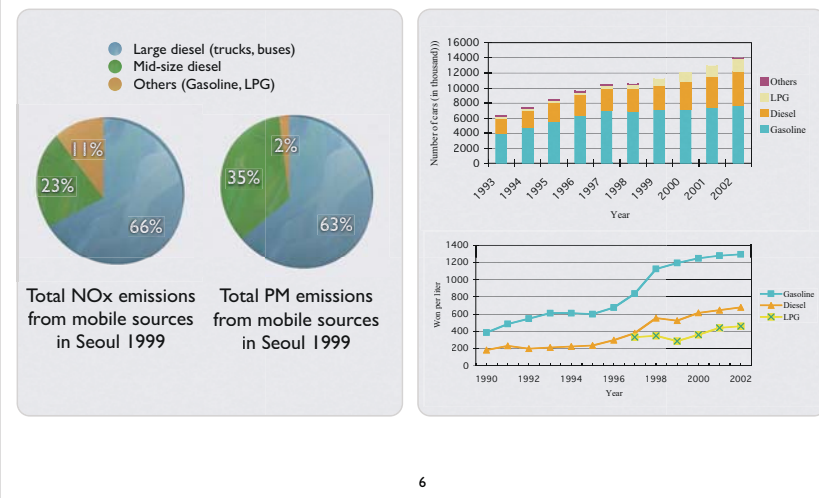 Large diesel (trucks, buses)
Mid-size diesel
Others (Gasoline, LPG)
11%
23%
66%
2%
35%
63%
Total NOx emissions
from mobile sources
in Seoul 1999
Total PM emissions
from mobile sources
in Seoul 1999
Number of cars (in thousand)))
16000
14000
12000
10000
8000
6000
4000
2000
0
1993
1994
1995
1996
1997
1998
1999
2000
2001
2002
Year
Others
LPG
Diesel
Gasoline
Won per liter
1400
1200
1000
800
600
400
200
0
1990
1992
1994
1996
1998
2000
2002
Year
Gasoline
Diesel
LPG
6